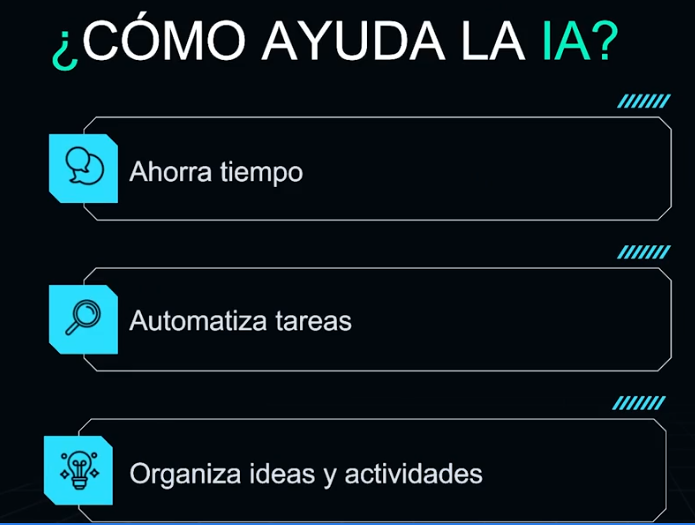 ¿CÓMO AYUDA LA IA?
Ahorra tiempo
Automatiza tareas
Organiza ideas y actividades